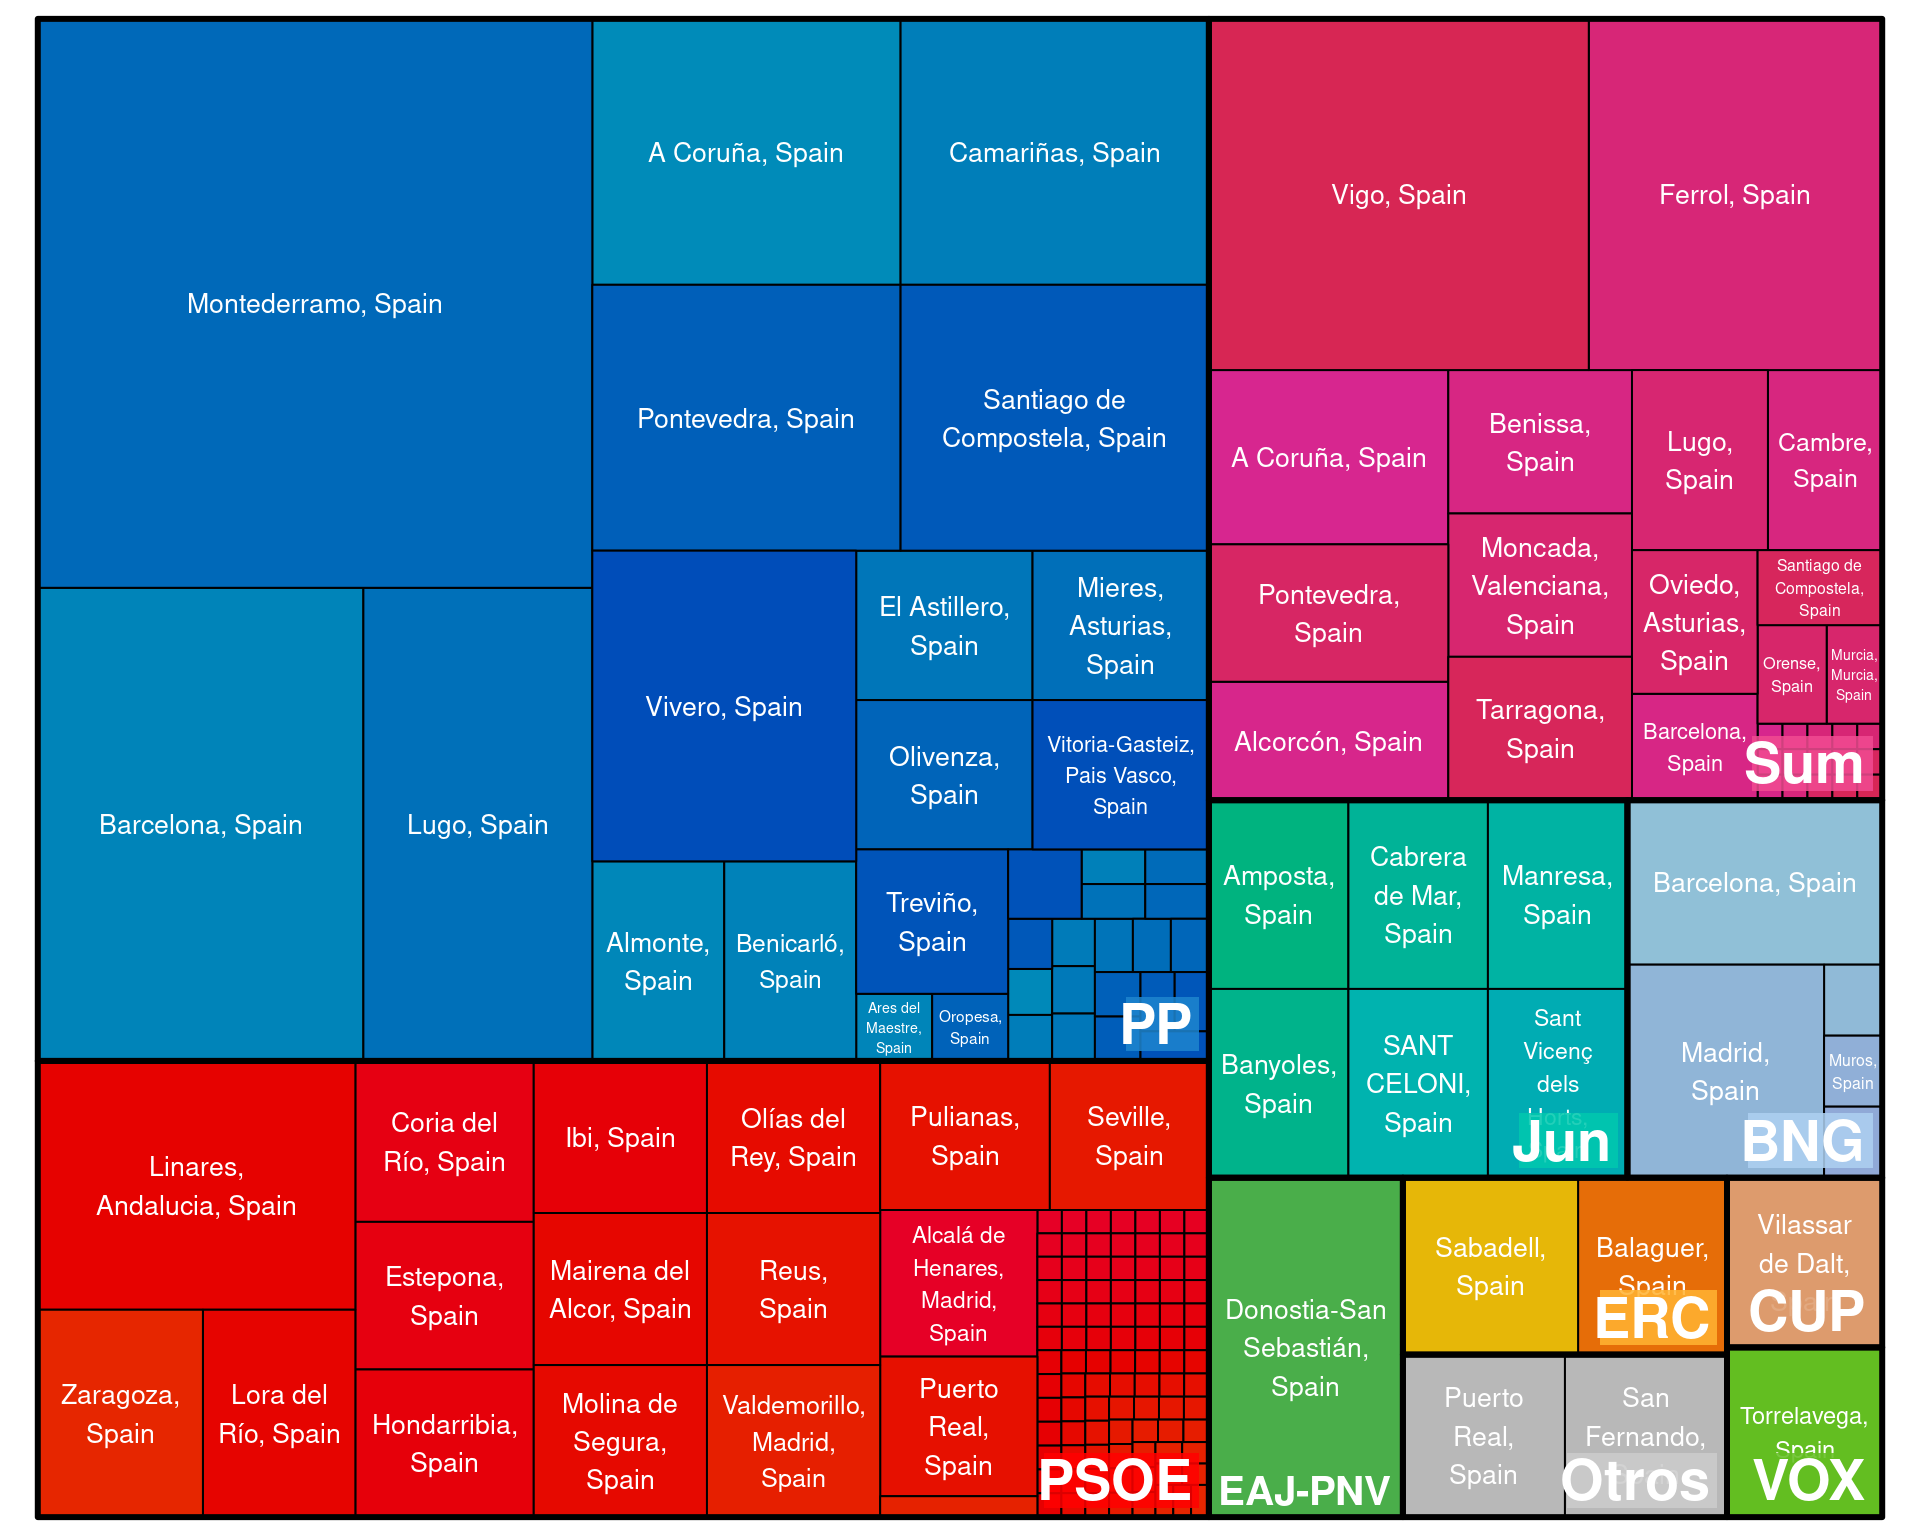 Montederramo, Spain
A Coruña, Spain
Camariñas, Spain
Pontevedra, Spain
Santiago de
Compostela, Spain
Barcelona, Spain
Lugo, Spain
Vivero, Spain
El Astillero,
Spain
Mieres,
Asturias,
Spain
Olivenza,
Spain
Vitoria-Gasteiz,
Pais Vasco,
Spain
Almonte,
Spain
Benicarló,
Spain
Treviño,
Spain
Ares del
Maestre,
Spain
Oropesa,
Spain
PP
Vigo, Spain
Ferrol, Spain
A Coruña, Spain
Benissa,
Spain
Lugo,
Spain
Cambre,
Spain
Pontevedra,
Spain
Moncada,
Valenciana,
Spain
Oviedo,
Asturias,
Spain
Santiago de
Compostela,
Spain
Orense,
Spain
Murcia,
Murcia,
Spain
Alcorcón, Spain
Tarragona,
Spain
Barcelona,
Spain
Sum
Amposta,
Spain
Cabrera
de Mar,
Spain
Manresa,
Spain
Banyoles,
Spain
SANT
CELONI,
Spain
Sant
Vicenç
dels
Horts,
Jun
Barcelona, Spain
Madrid,
Spain
Muros,
Spain
BNG
Linares,
Andalucia, Spain
Zaragoza,
Spain
Lora del
Río, Spain
Coria del
Río, Spain
Estepona,
Spain
Hondarribia,
Spain
Ibi, Spain
Mairena del
Alcor, Spain
Molina de
Segura,
Spain
Olías del
Rey, Spain
Reus,
Spain
Valdemorillo,
Madrid,
Spain
Pulianas,
Spain
Seville,
Spain
Alcalá de
Henares,
Madrid,
Spain
Puerto
Real,
Spain
PSOE
Donostia-San
Sebastián,
Spain
EAJ-PNV
Sabadell,
Spain
Balaguer,
Spain
ERC
Vilassar
de Dalt,
CUP
Puerto
Real,
Spain
San
Fernando,
Otros
Torrelavega,
Spain
VOX